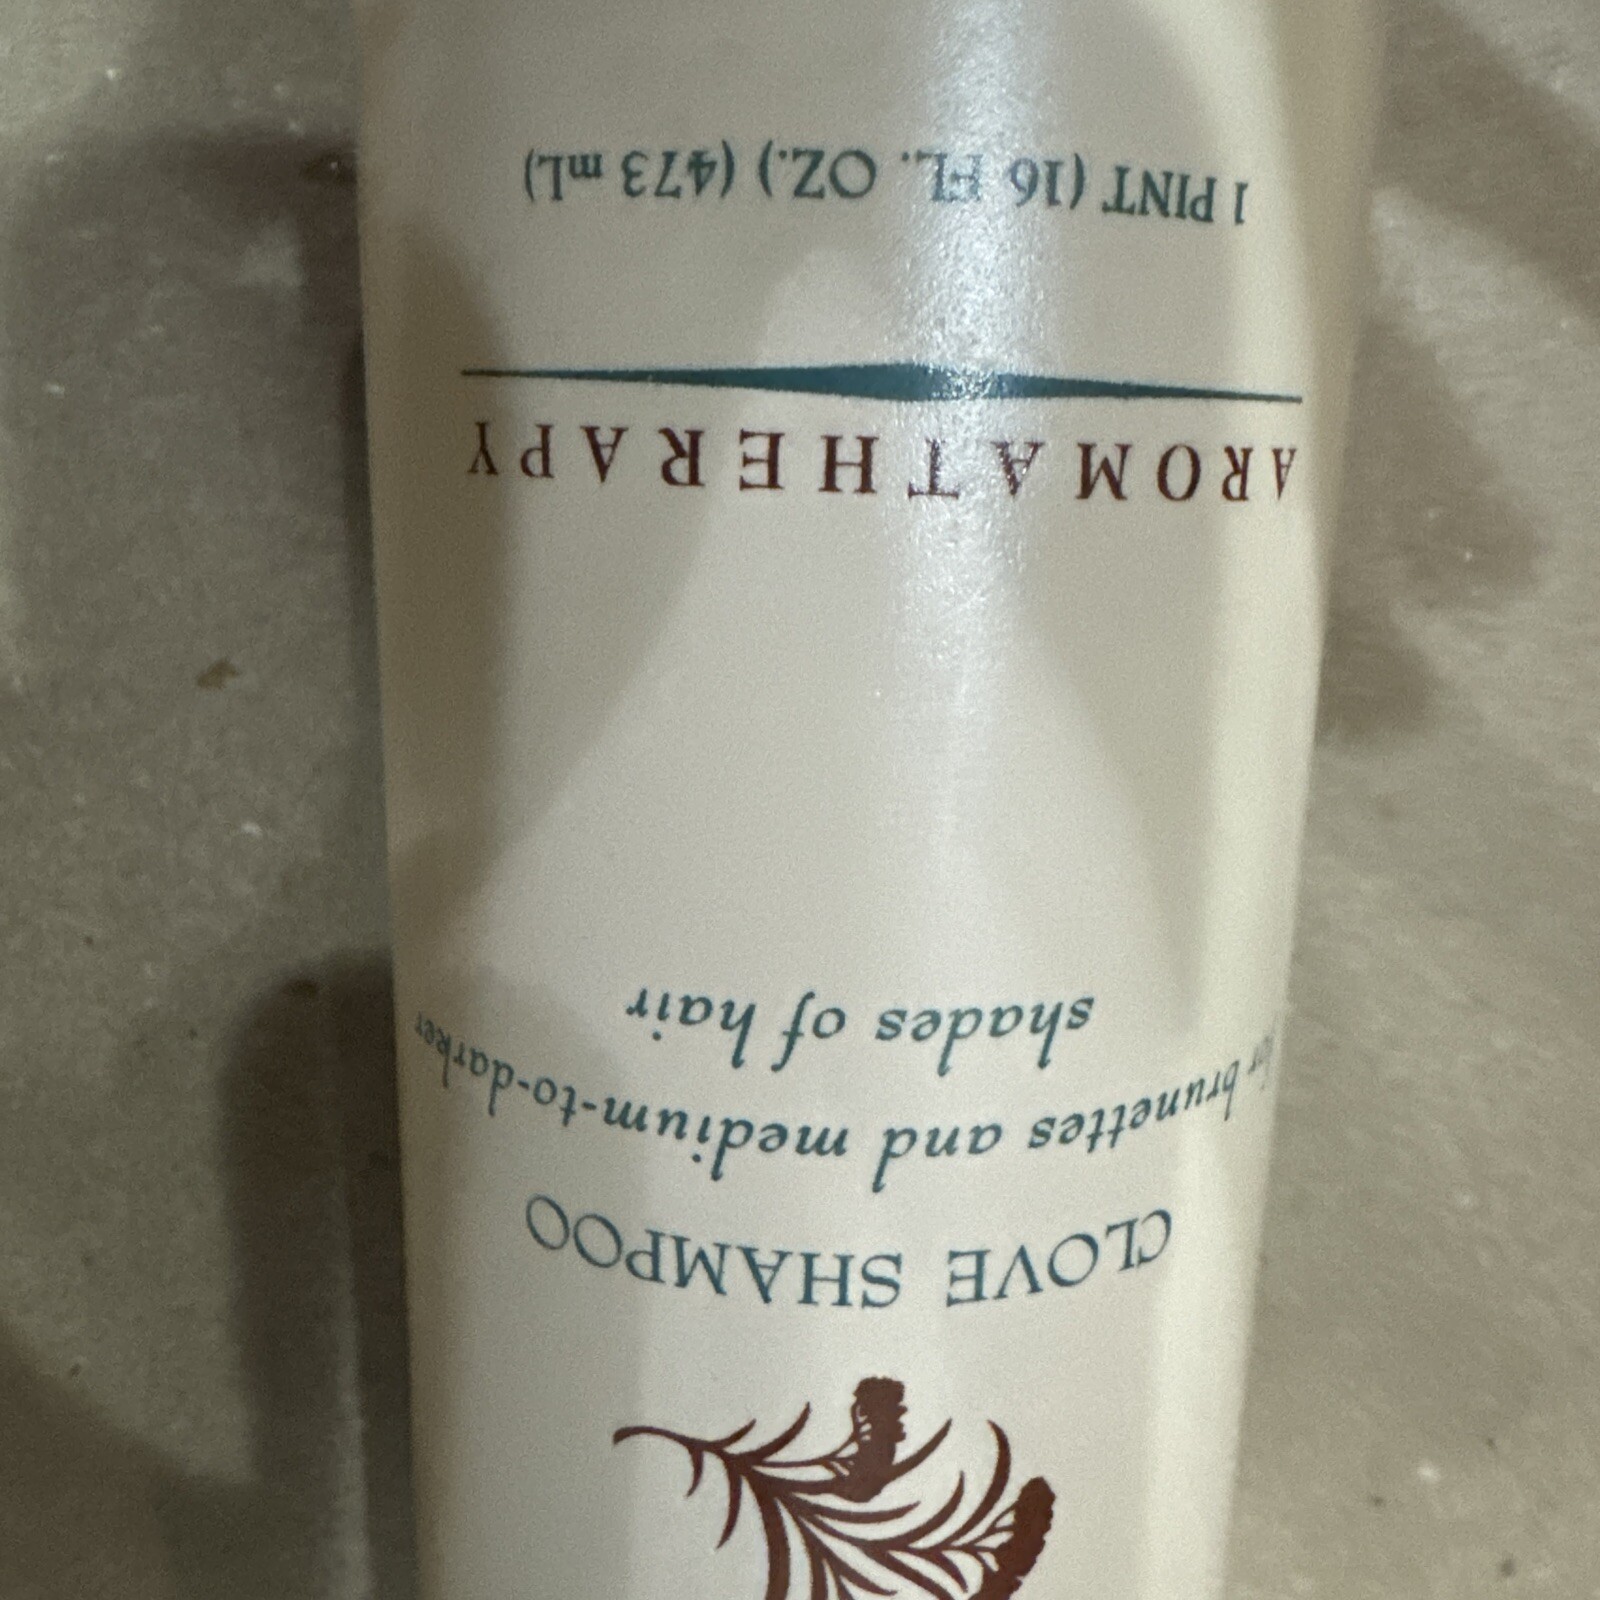 CLOVE SHAMPOO
for brunettes and medium-to-darker
shades of hair
AROMATHERAPY
1 PINT (16 FL. OZ.) (473 mL)